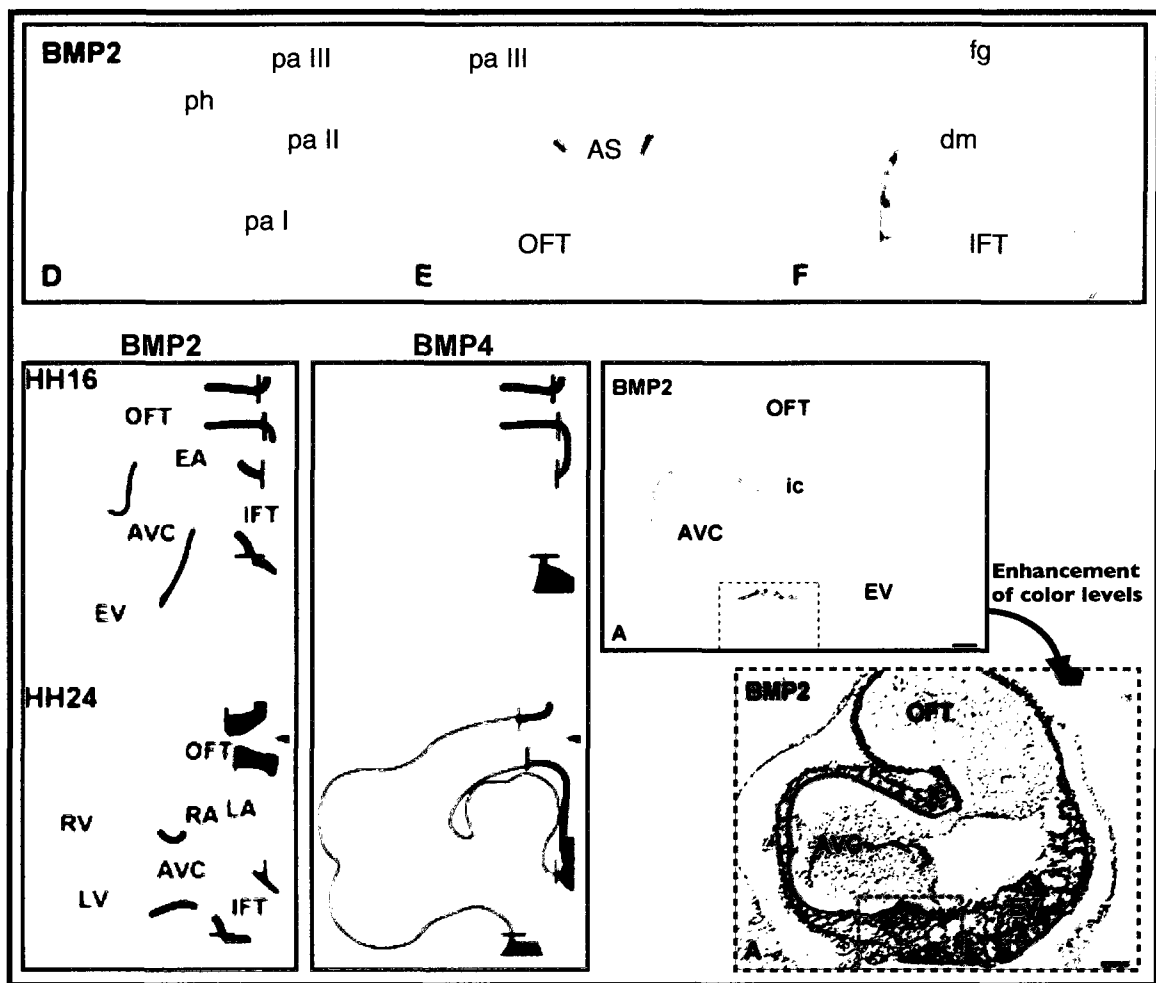 BMP2
pa III
pa III
fg
ph
pa II
AS
dm
pa I
OFT
IFT
D
E
F
BMP2
BMP4
HH16
OFT
EA
IFT
AVC
EV
HH24
OFT
RV
RA
LA
AVC
LV
IFT
BMP2
OFT
ic
AVC
EV
A
Enhancement
of color levels
BMP2
OFT
AVC
A